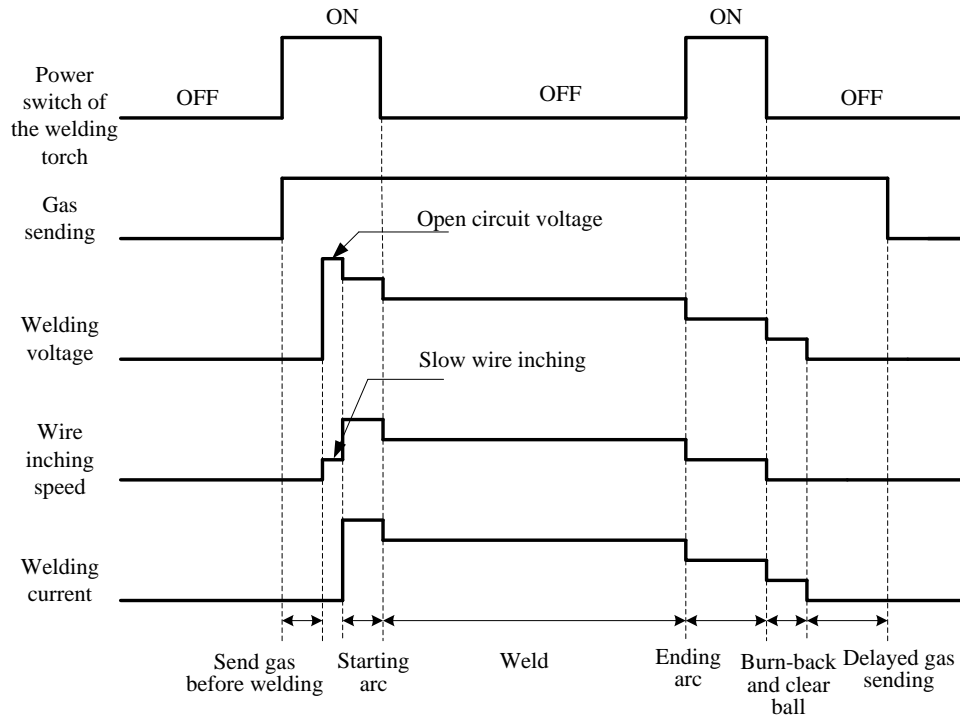 ON
ON
OFF
OFF
OFF
Power
switch of
the welding
torch
Gas
sending
Open circuit voltage
Welding
voltage
Slow wire inching
Wire
inching
speed
Welding
current
Send gas
before welding
Starting
arc
Weld
Ending
arc
Burn-back
and clear
ball
Delayed gas
sending